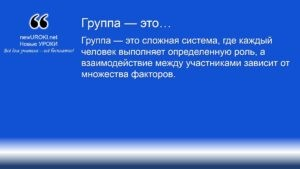 Группа — это…
newUROKI.net
Новые УРОКИ
Всё для учителя – всё бесплатно!
Группа — это сложная система, где каждый
человек выполняет определенную роль, а
взаимодействие между участниками зависит от
множества факторов.